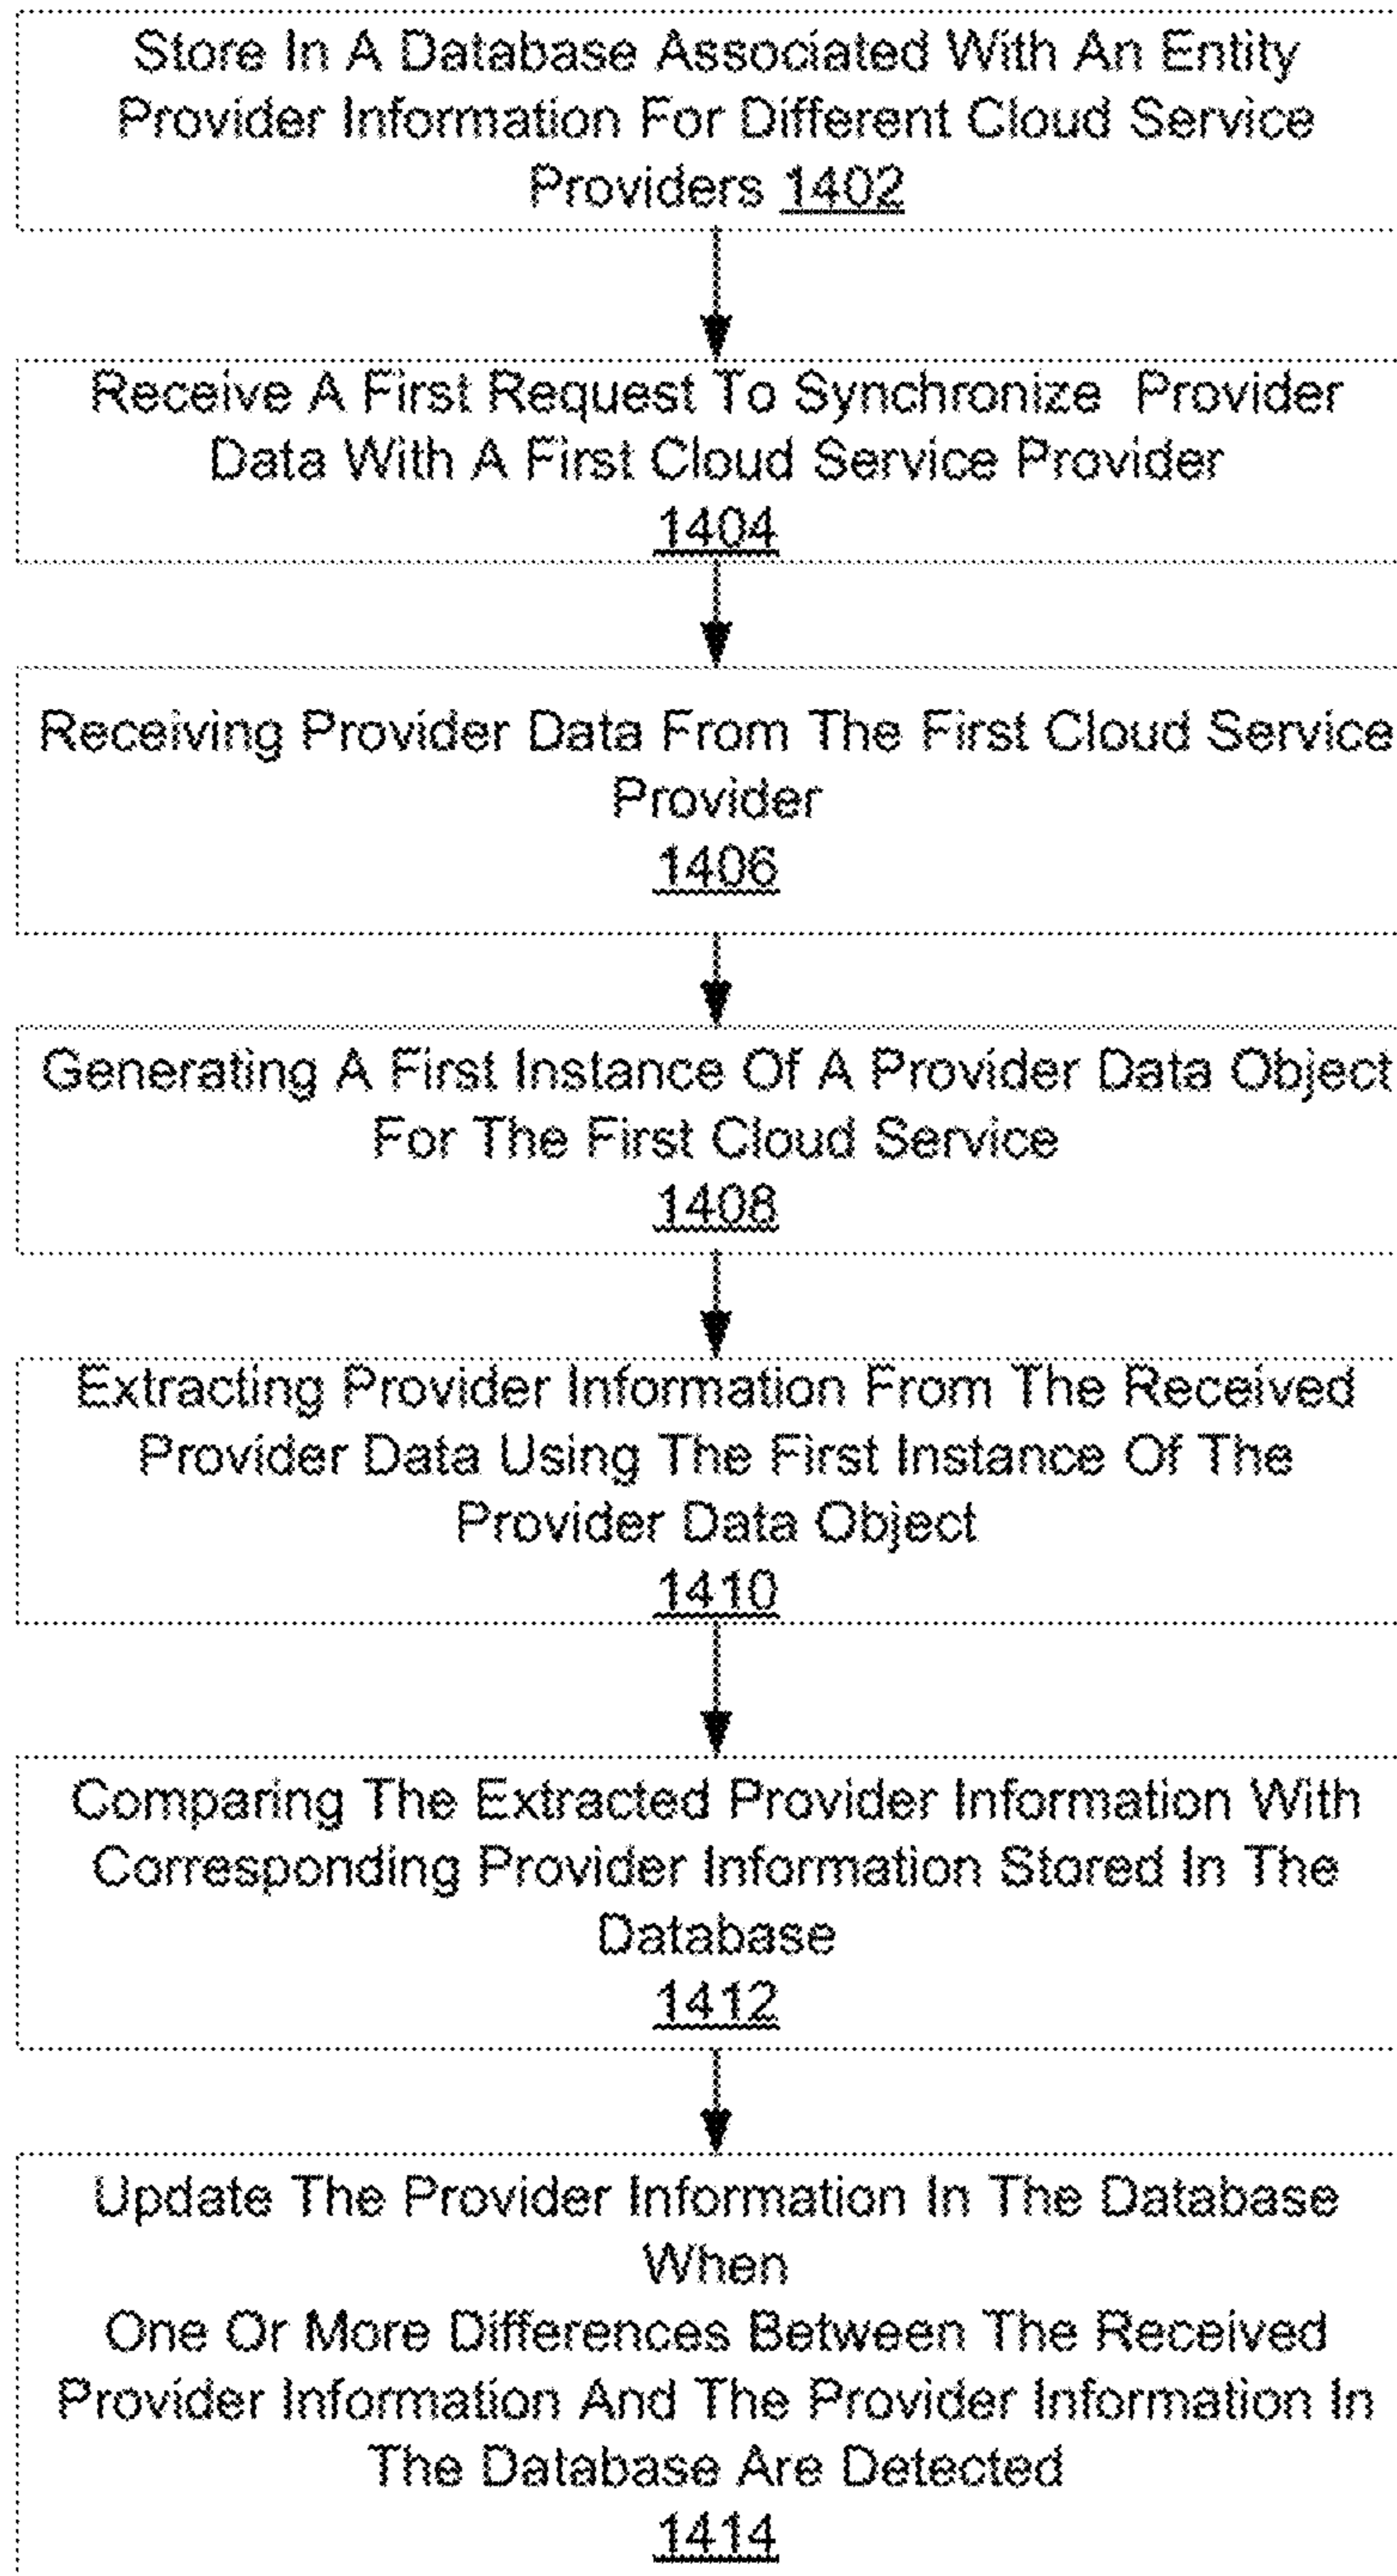 Store In A Database Associated With An Entity
Provider Information For Different Cloud Service
Providers 1402
Receive A First Request To Synchronize Provider
Data With A First Cloud Service Provider
1404
Receiving Provider Data From The First Cloud Service
Provider
1406
Generating A First Instance Of A Provider Data Object
For The First Cloud Service
1408
Extracting Provider Information From The Received
Provider Data Using The First Instance Of The
Provider Data Object
1410
Comparing The Extracted Provider Information With
Corresponding Provider Information Stored In The
Database
1412
Update The Provider Information In The Database
When
One Or More Differences Between The Received
Provider Information And The Provider Information In
The Database Are Detected
1414